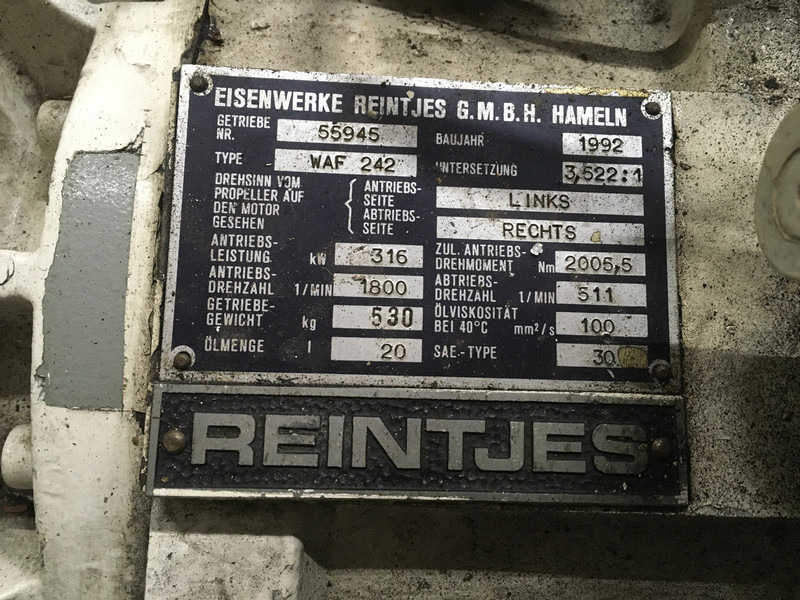 EISENWERKE REINTJES G.M.B.H. HAMELN
GETRIEBE NR. 55945
BAUJAHR 1992
TYPE WAF 242
UNTERSETZUNG 3,522:1
DREHSINN VOM
PROPELLER AUF
DEN MOTOR
GESEHEN
ANTRIEBS-
SEITE
LINKS
ABTRIEBS-
SEITE
RECHTS
ANTRIEBS-
LEISTUNG kW 316
ZUL. ANTRIEBS-
DREHMOMENT Nm 2005,5
ANTRIEBS-
DREHZAHL 1/MIN 1800
ABTRIEBS-
DREHZAHL 1/MIN 511
GETRIEBE-
GEWICHT kg 530
ÖLVISKOSITÄT
BEI 40°C mm²/s 100
ÖLMENGE l 20
SAE.-TYPE 30
REINTJES